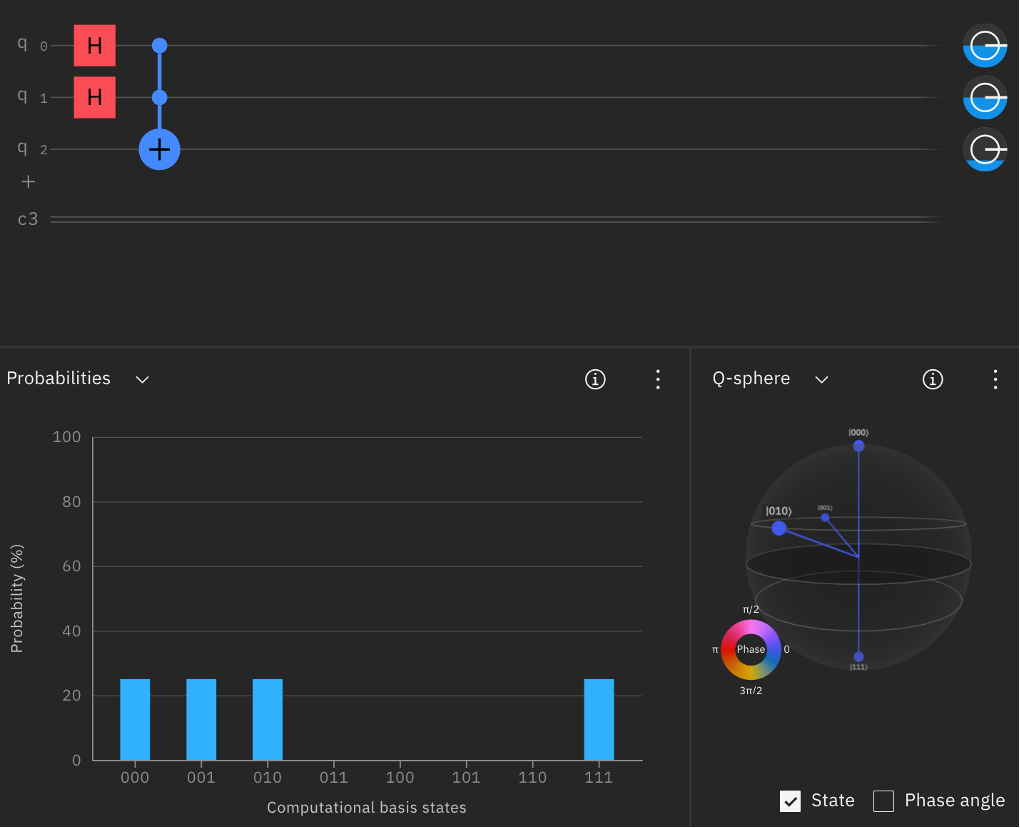 q 0 H
q 1 H
q 2 +
+
c3
Probabilities
Q-sphere
100
80
60
40
20
0
Probability (%)
000 001 010 011 100 101 110 111
Computational basis states
|000⟩
|010⟩ |001⟩
|111⟩
π/2
π Phase 0
3π/2
State Phase angle